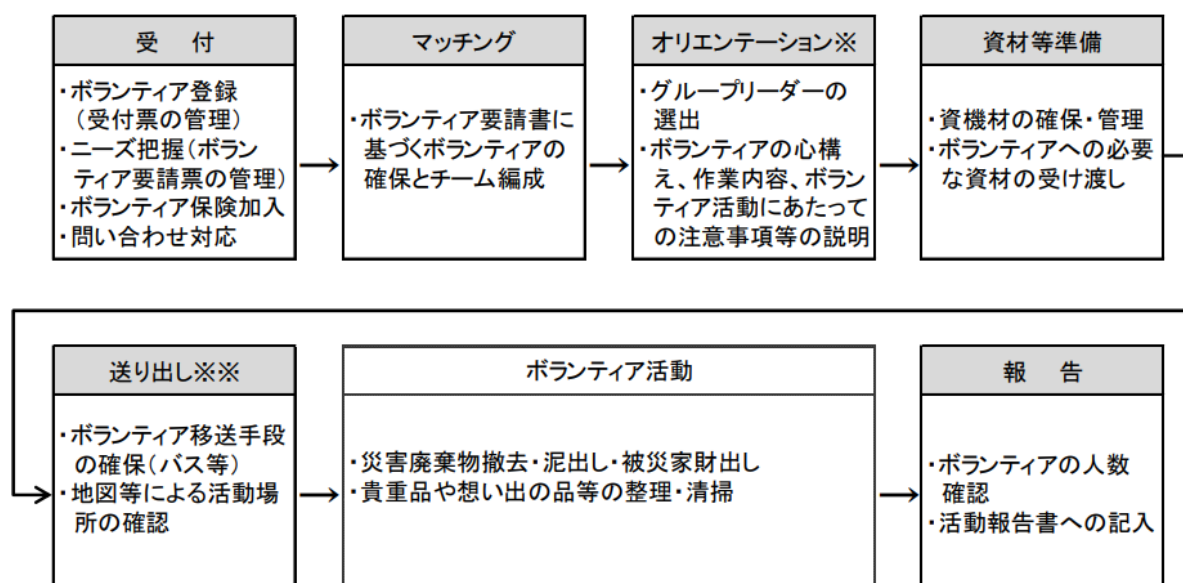 受　付
・ボランティア登録
（受付票の管理）
・ニーズ把握（ボラン
ティア要請票の管理）
・ボランティア保険加入
・問い合わせ対応
マッチング
・ボランティア要請書に
基づくボランティアの
確保とチーム編成
オリエンテーション※
・グループリーダーの
選出
・ボランティアの心構
え、作業内容、ボラン
ティア活動にあたって
の注意事項等の説明
資材等準備
・資機材の確保・管理
・ボランティアへの必要
な資材の受け渡し
送り出し※※
・ボランティア移送手段
の確保（バス等）
・地図等による活動場
所の確認
ボランティア活動
・災害廃棄物撤去・泥出し・被災家財出し
・貴重品や想い出の品等の整理・清掃
報　告
・ボランティアの人数
確認
・活動報告書への記入